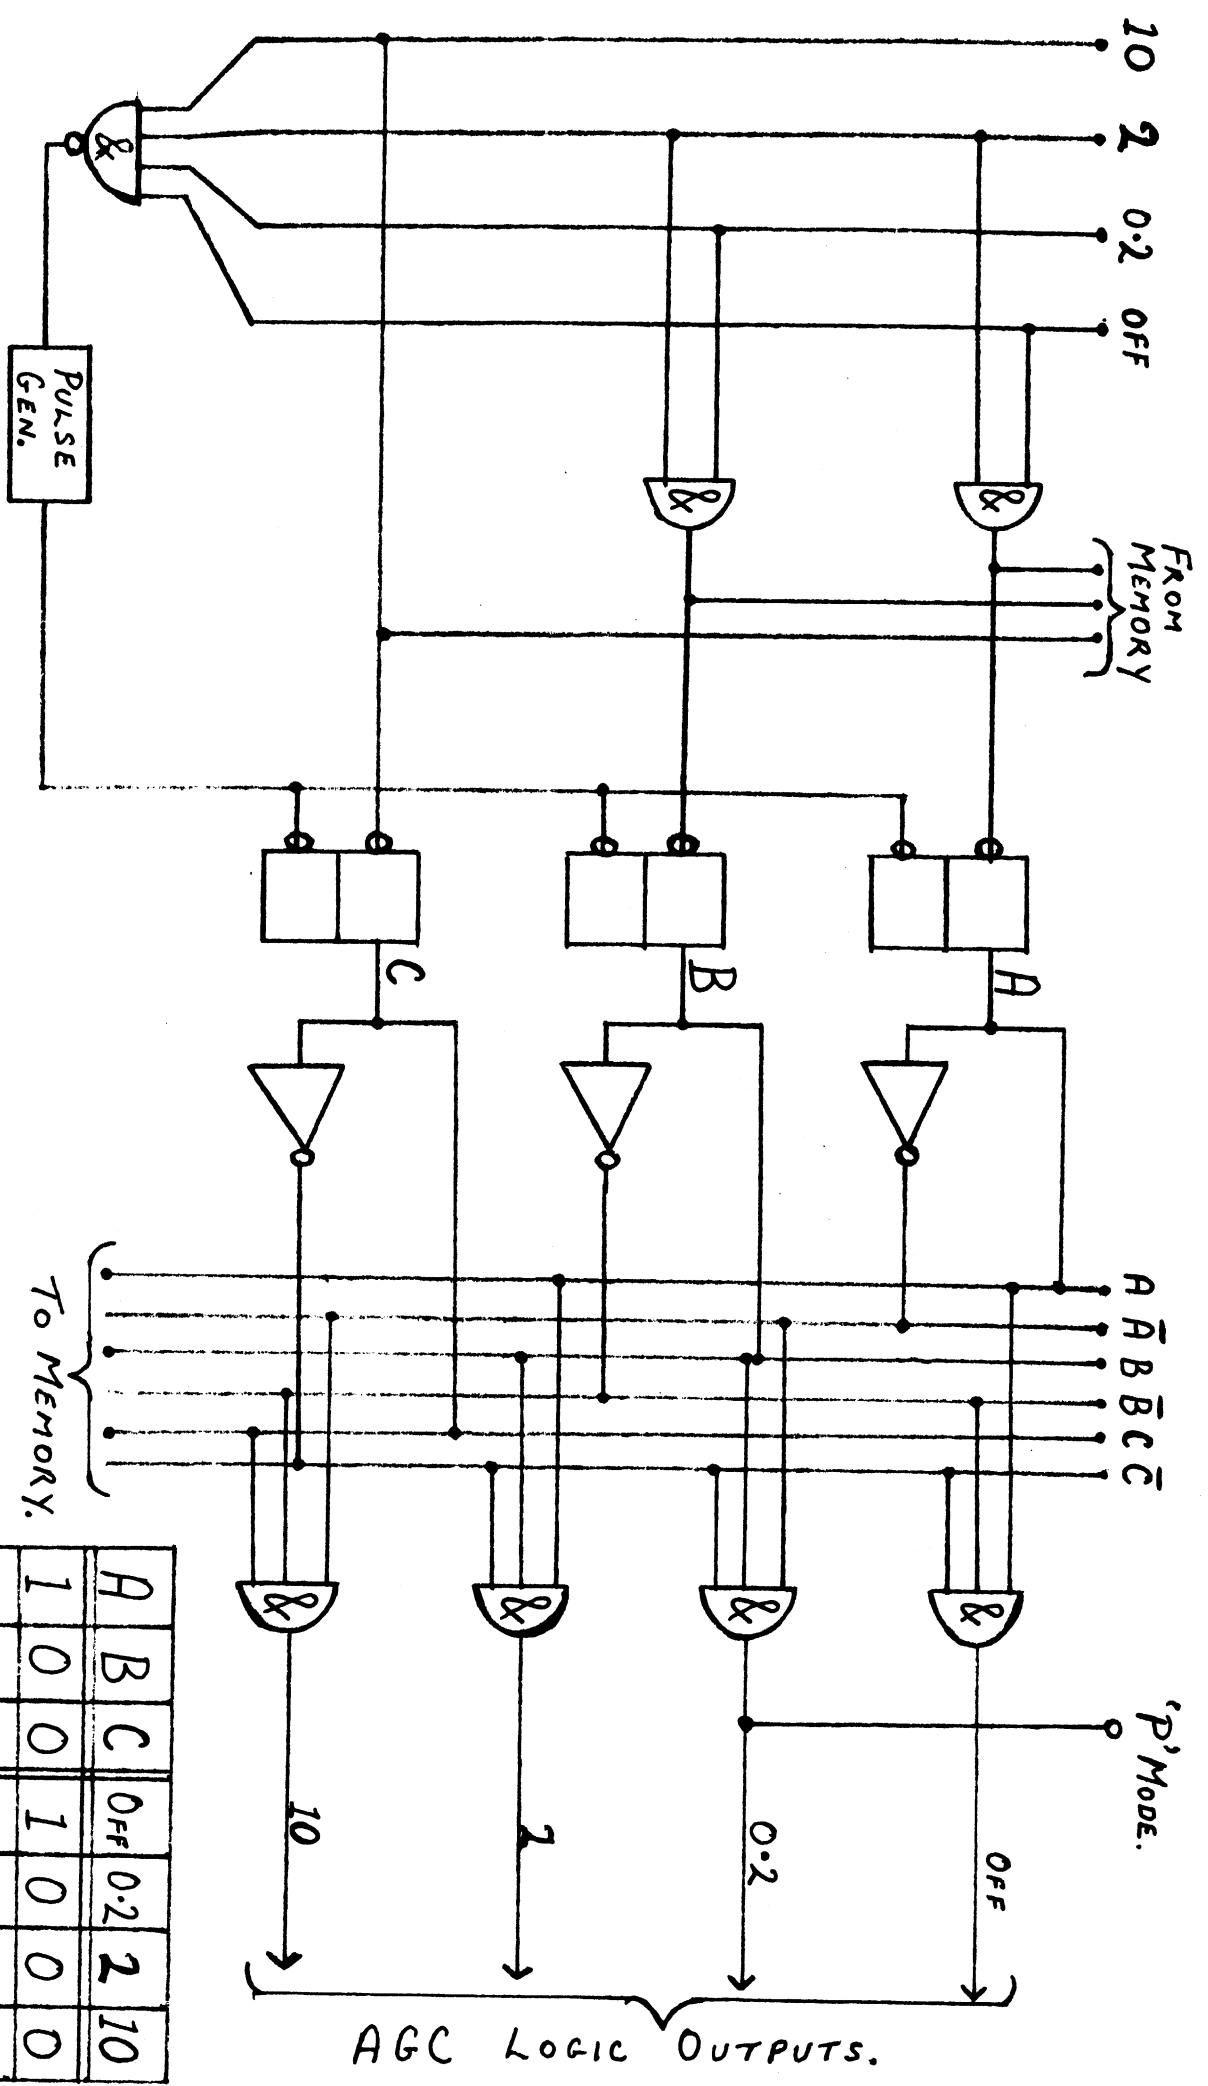 10
2
0.2
OFF
&
&
&
PULSE
GEN.
FROM
MEMORY
A
B
C
A
Ā
B
B̄
C
C̄
TO MEMORY.
&
&
&
&
'P' MODE.
OFF
0.2
2
10
AGC LOGIC OUTPUTS.
A B C OFF 0.2 2 10
1 0 0 1 0 0 0